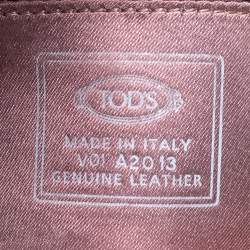 TOD'S
MADE IN ITALY
V01 A2013
GENUINE LEATHER